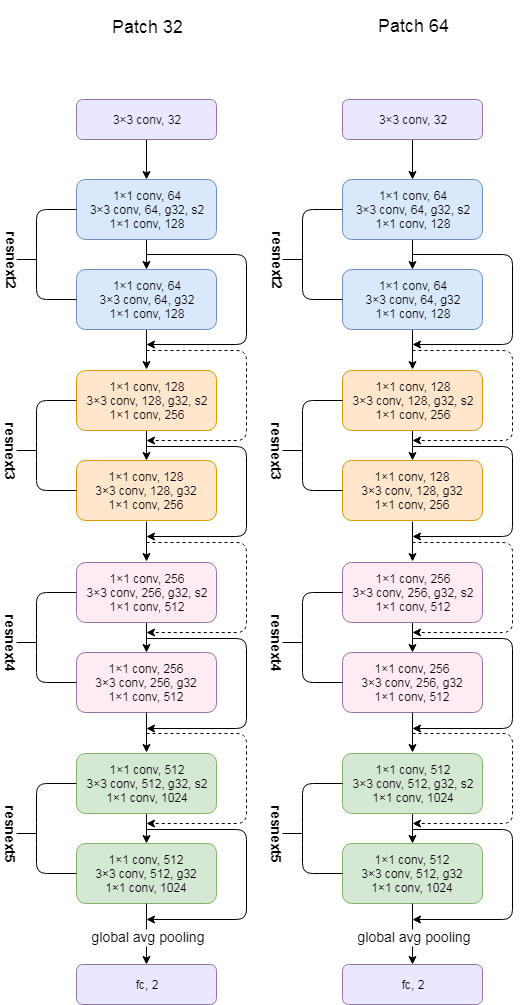 Patch 32
3×3 conv, 32
resnext2
1×1 conv, 64
3×3 conv, 64, g32, s2
1×1 conv, 128
1×1 conv, 64
3×3 conv, 64, g32
1×1 conv, 128
resnext3
1×1 conv, 128
3×3 conv, 128, g32, s2
1×1 conv, 256
1×1 conv, 128
3×3 conv, 128, g32
1×1 conv, 256
resnext4
1×1 conv, 256
3×3 conv, 256, g32, s2
1×1 conv, 512
1×1 conv, 256
3×3 conv, 256, g32
1×1 conv, 512
resnext5
1×1 conv, 512
3×3 conv, 512, g32, s2
1×1 conv, 1024
1×1 conv, 512
3×3 conv, 512, g32
1×1 conv, 1024
global avg pooling
fc, 2
Patch 64
3×3 conv, 32
resnext2
1×1 conv, 64
3×3 conv, 64, g32, s2
1×1 conv, 128
1×1 conv, 64
3×3 conv, 64, g32
1×1 conv, 128
resnext3
1×1 conv, 128
3×3 conv, 128, g32, s2
1×1 conv, 256
1×1 conv, 128
3×3 conv, 128, g32
1×1 conv, 256
resnext4
1×1 conv, 256
3×3 conv, 256, g32, s2
1×1 conv, 512
1×1 conv, 256
3×3 conv, 256, g32
1×1 conv, 512
resnext5
1×1 conv, 512
3×3 conv, 512, g32, s2
1×1 conv, 1024
1×1 conv, 512
3×3 conv, 512, g32
1×1 conv, 1024
global avg pooling
fc, 2